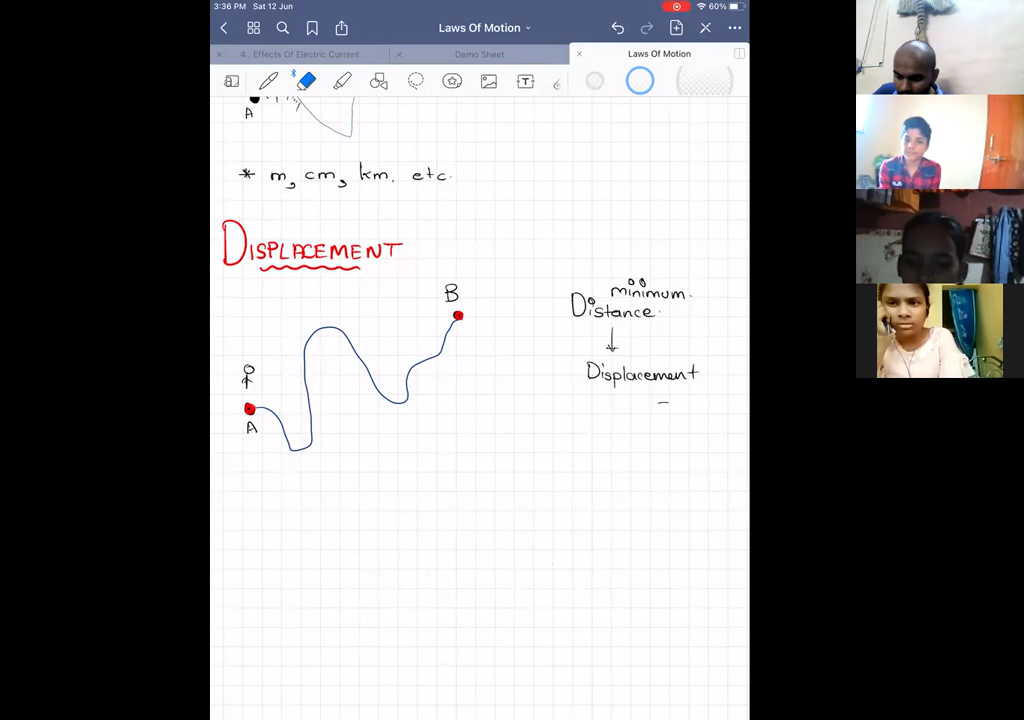 3:36 PM Sat 12 Jun
60%
Laws Of Motion
4 . Effects Of Electric Current
Demo Sheet
Laws Of Motion
T
A
* m, cm, km. etc.
DISPLACEMENT
B
A
minimum.
Distance.
Displacement